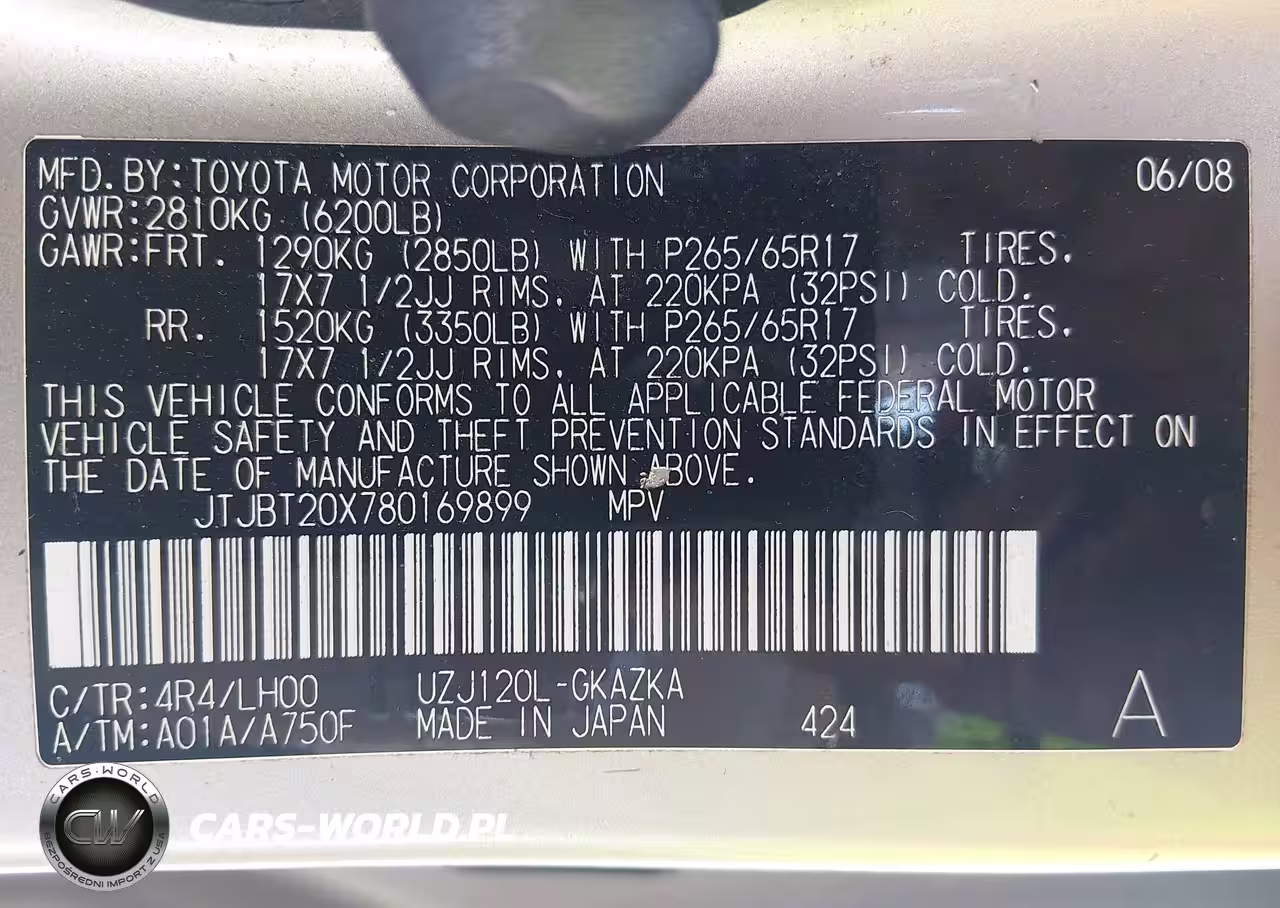 MFD. BY:TOYOTA MOTOR CORPORATION 06/08
GVWR:2810KG (6200LB)
GAWR:FRT. 1290KG (2850LB) WITH P265/65R17 TIRES.
17X7 1/2JJ RIMS, AT 220KPA (32PSI) COLD.
RR. 1520KG (3350LB) WITH P265/65R17 TIRES.
17X7 1/2JJ RIMS, AT 220KPA (32PSI) COLD.
THIS VEHICLE CONFORMS TO ALL APPLICABLE FEDERAL MOTOR
VEHICLE SAFETY AND THEFT PREVENTION STANDARDS IN EFFECT ON
THE DATE OF MANUFACTURE SHOWN ABOVE.
JTJBT20X780169899 MPV
C/TR:4R4/LH00 UZJ120L-GKAZKA
A/TM:A01A/A750F MADE IN JAPAN 424 A
CARS-WORLD
CW
BEZPOŚREDNI IMPORT Z USA
CARS-WORLD.PL